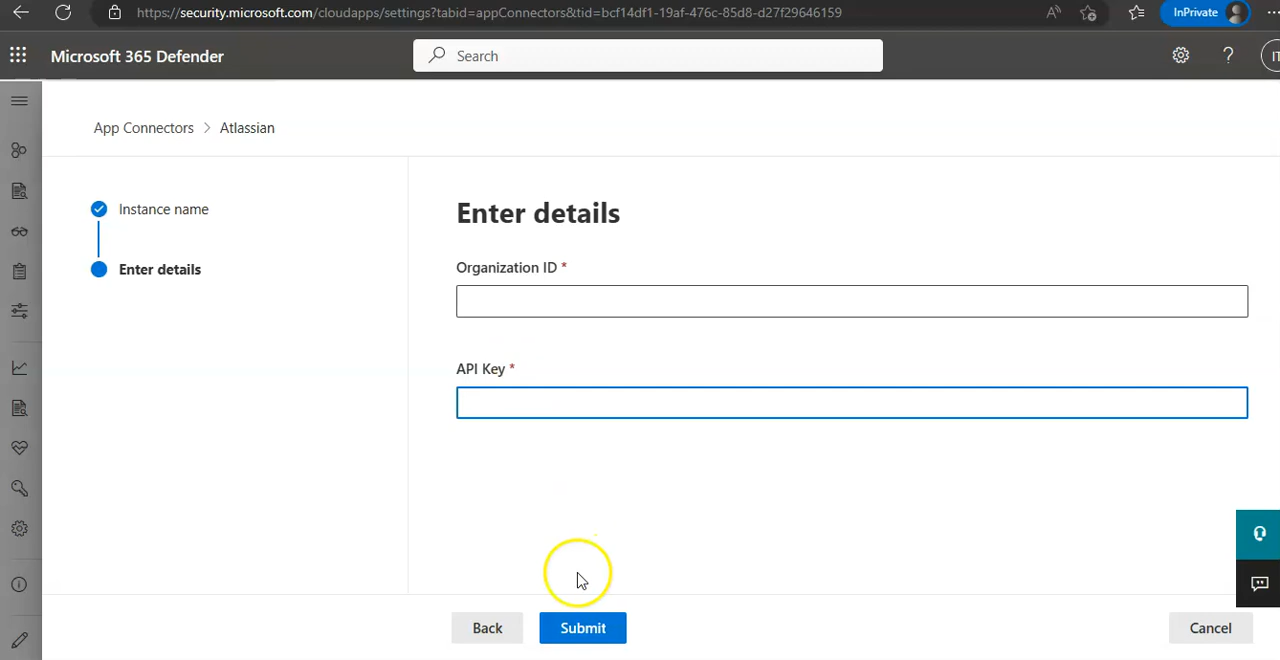 https://security.microsoft.com/cloudapps/settings?tabid=appConnectors&tid=bcf14df1-19af-476c-85d8-d27f29646159
InPrivate
Microsoft 365 Defender
Search
?
IT
App Connectors > Atlassian
Instance name
Enter details
Enter details
Organization ID *
API Key *
Back
Submit
Cancel